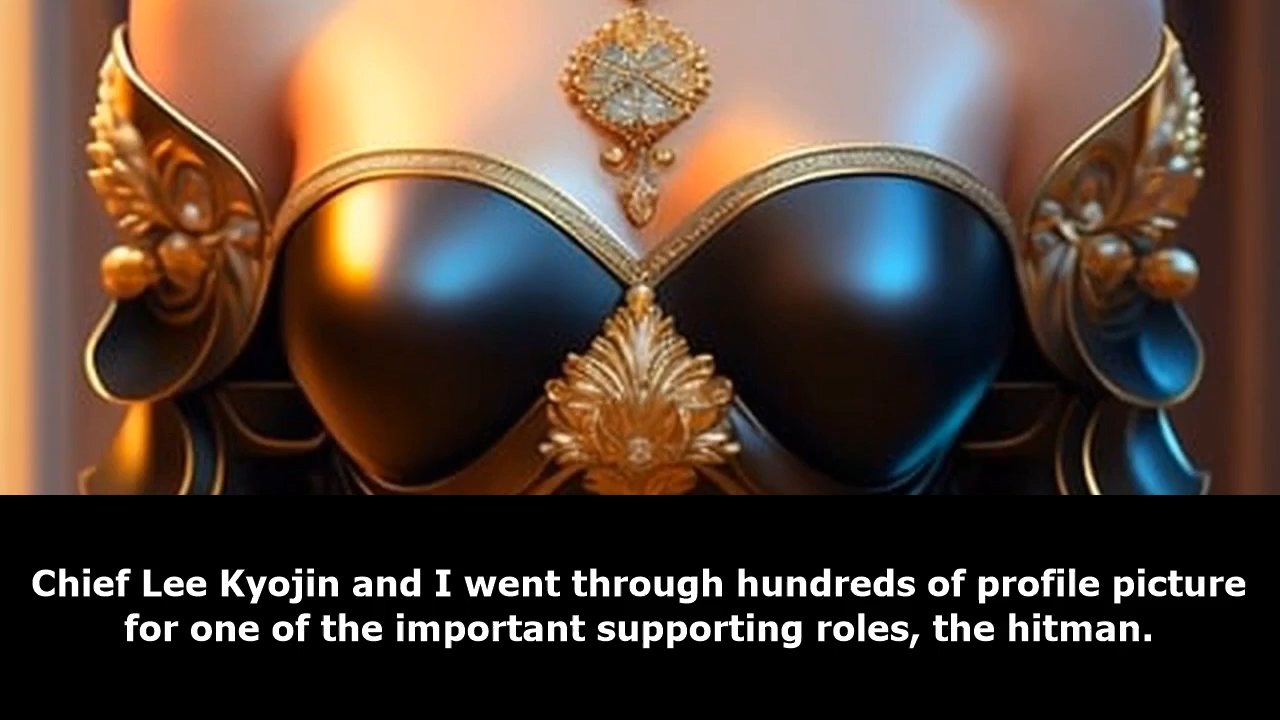 Chief Lee Kyojin and I went through hundreds of profile picture
for one of the important supporting roles, the hitman.